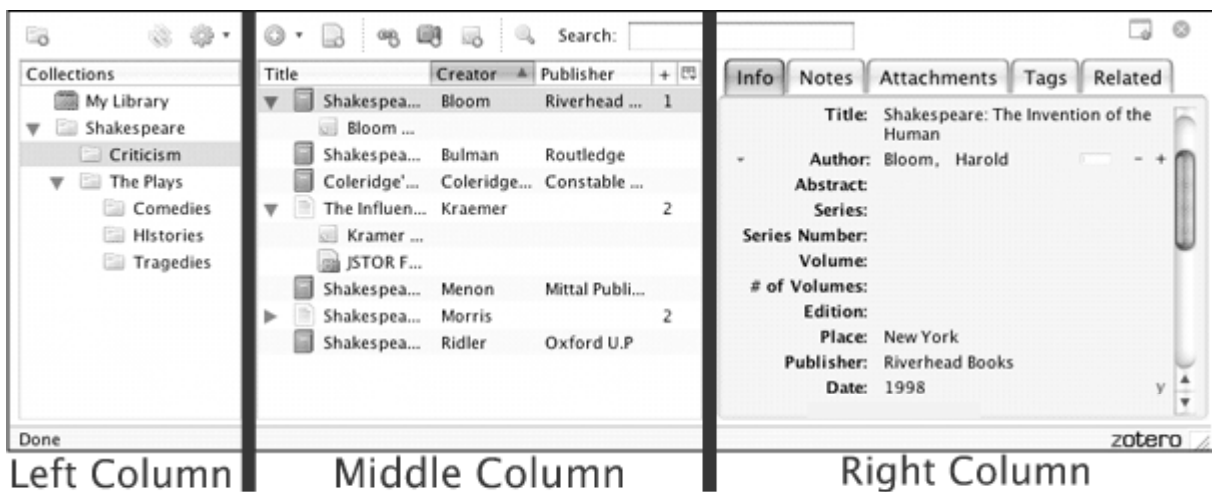 Search:
Collections
My Library
Shakespeare
Criticism
The Plays
Comedies
HIstories
Tragedies
Title Creator Publisher +
Shakespea... Bloom Riverhead ... 1
Bloom ...
Shakespea... Bulman Routledge
Coleridge'... Coleridge... Constable ...
The Influen... Kraemer 2
Kramer ...
JSTOR F...
Shakespea... Menon Mittal Publi...
Shakespea... Morris 2
Shakespea... Ridler Oxford U.P
Info Notes Attachments Tags Related
Title: Shakespeare: The Invention of the
Human
Author: Bloom, Harold - +
Abstract:
Series:
Series Number:
Volume:
# of Volumes:
Edition:
Place: New York
Publisher: Riverhead Books
Date: 1998 y
Done
zotero
Left Column Middle Column Right Column